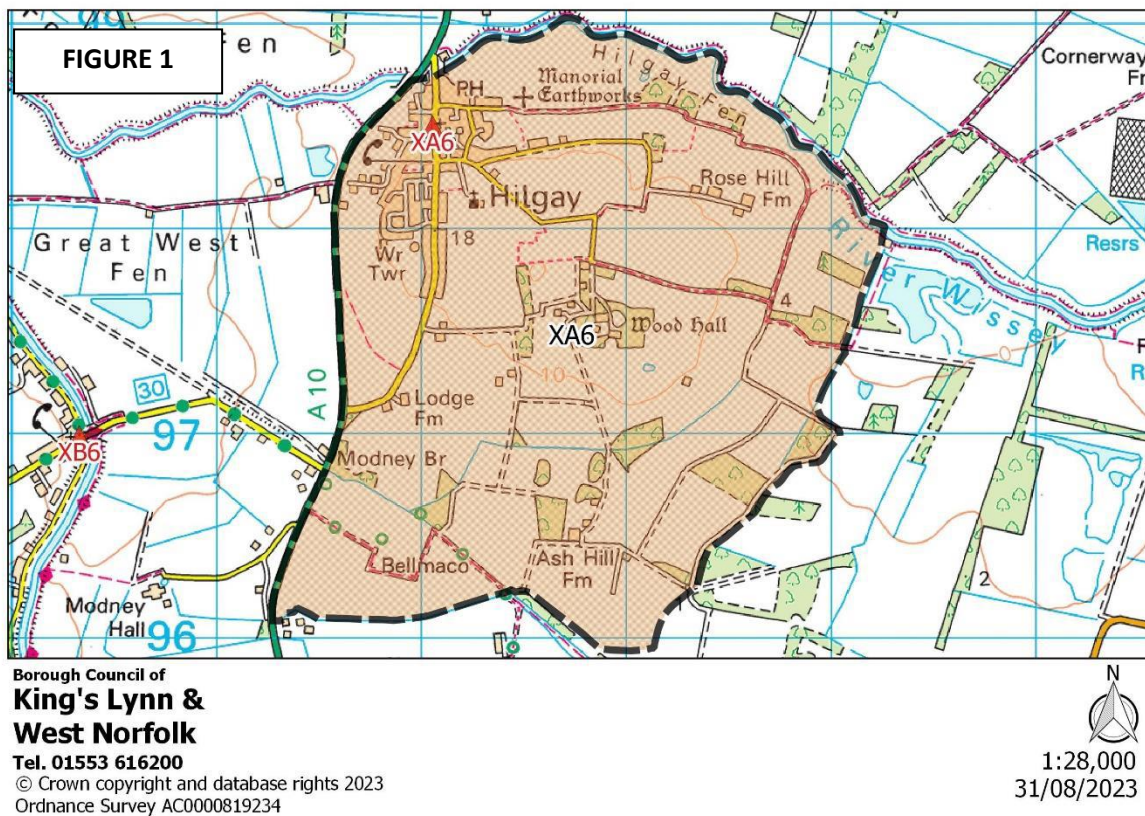 FIGURE 1
Fen
Hilgay Fen
Cornerway
Fm
PH
Manorial
Earthworks
XA6
Rose Hill
Fm
Hilgay
Great West
Fen
18
Wr
Twr
River Wissey
Resrs
4
Wood Hall
XA6
0
10
A10
30
Lodge
Fm
97
XB6
Modney Br
Bellmaco
Ash Hill
Fm
2
Modney
Hall
96
Borough Council of
King's Lynn &
West Norfolk
Tel. 01553 616200
© Crown copyright and database rights 2023
Ordnance Survey AC0000819234
N
1:28,000
31/08/2023